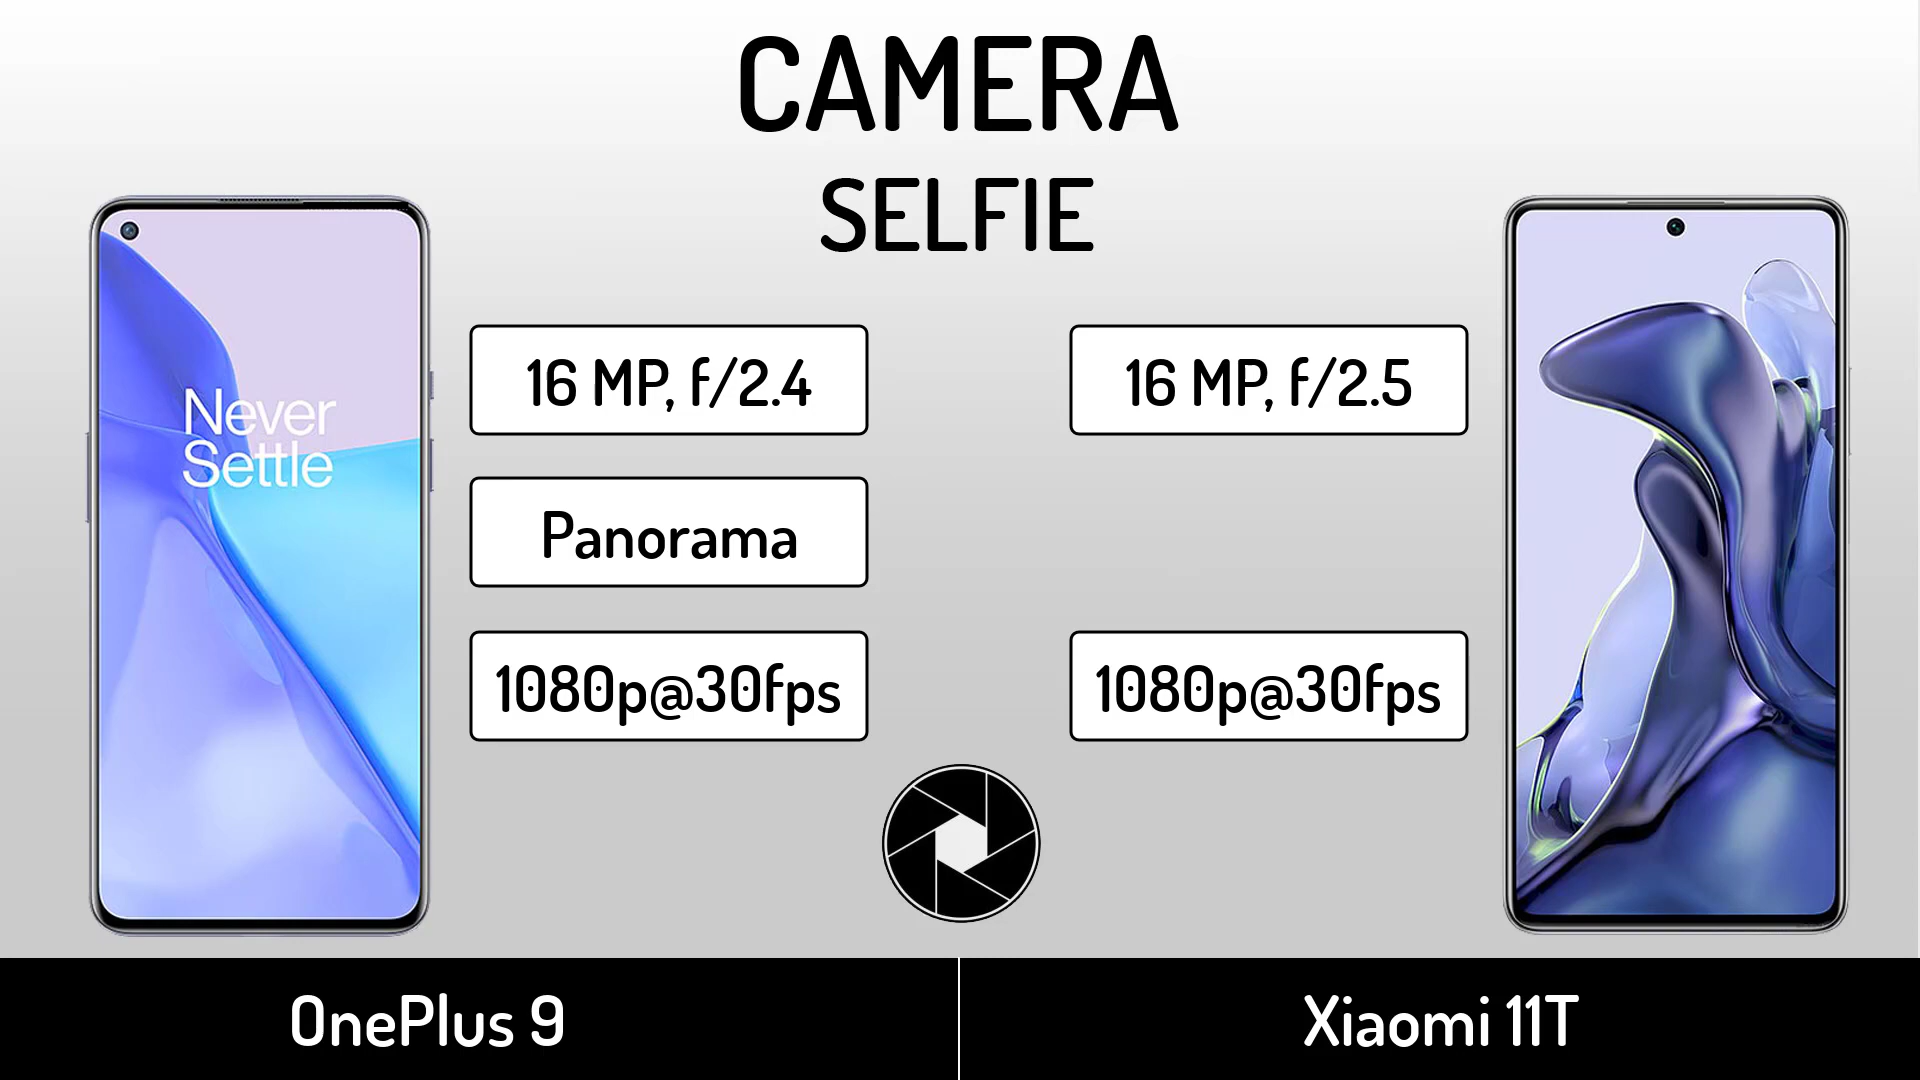 CAMERA
SELFIE
Never
Settle
16 MP, f/2.4
16 MP, f/2.5
Panorama
1080p@30fps
1080p@30fps
OnePlus 9
Xiaomi 11T